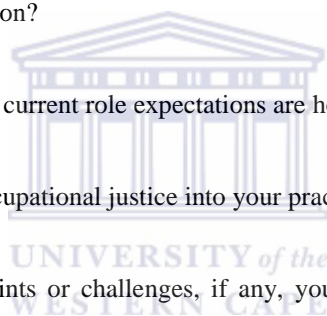 on?
current role expectations are he
cupational justice into your prac
UNIVERSITY of the
ints or challenges, if any, you
WESTERN CAPE